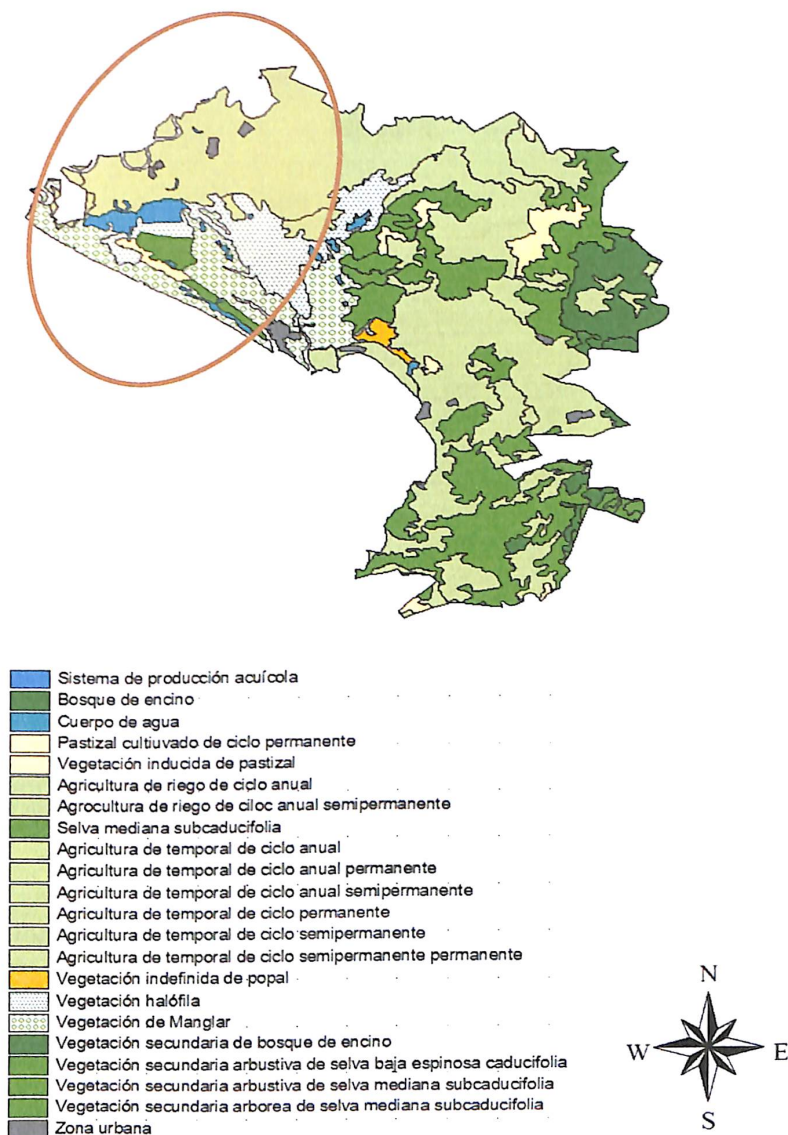 Sistema de producción acuícola
Bosque de encino
Cuerpo de agua
Pastizal cultiuvado de ciclo permanente
Vegetación inducida de pastizal
Agricultura de riego de ciclo anual
Agrocultura de riego de ciloc anual semipermanente
Selva mediana subcaducifolia
Agricultura de temporal de ciclo anual
Agricultura de temporal de ciclo anual permanente
Agricultura de temporal de ciclo anual semipermanente
Agricultura de temporal de ciclo permanente
Agricultura de temporal de ciclo semipermanente
Agricultura de temporal de ciclo semipermanente permanente
Vegetación indefinida de popal
Vegetación halófila
Vegetación de Manglar
Vegetación secundaria de bosque de encino
Vegetación secundaria arbustiva de selva baja espinosa caducifolia
Vegetación secundaria arbustiva de selva mediana subcaducifolia
Vegetación secundaria arborea de selva mediana subcaducifolia
Zona urbana
N
W E
S